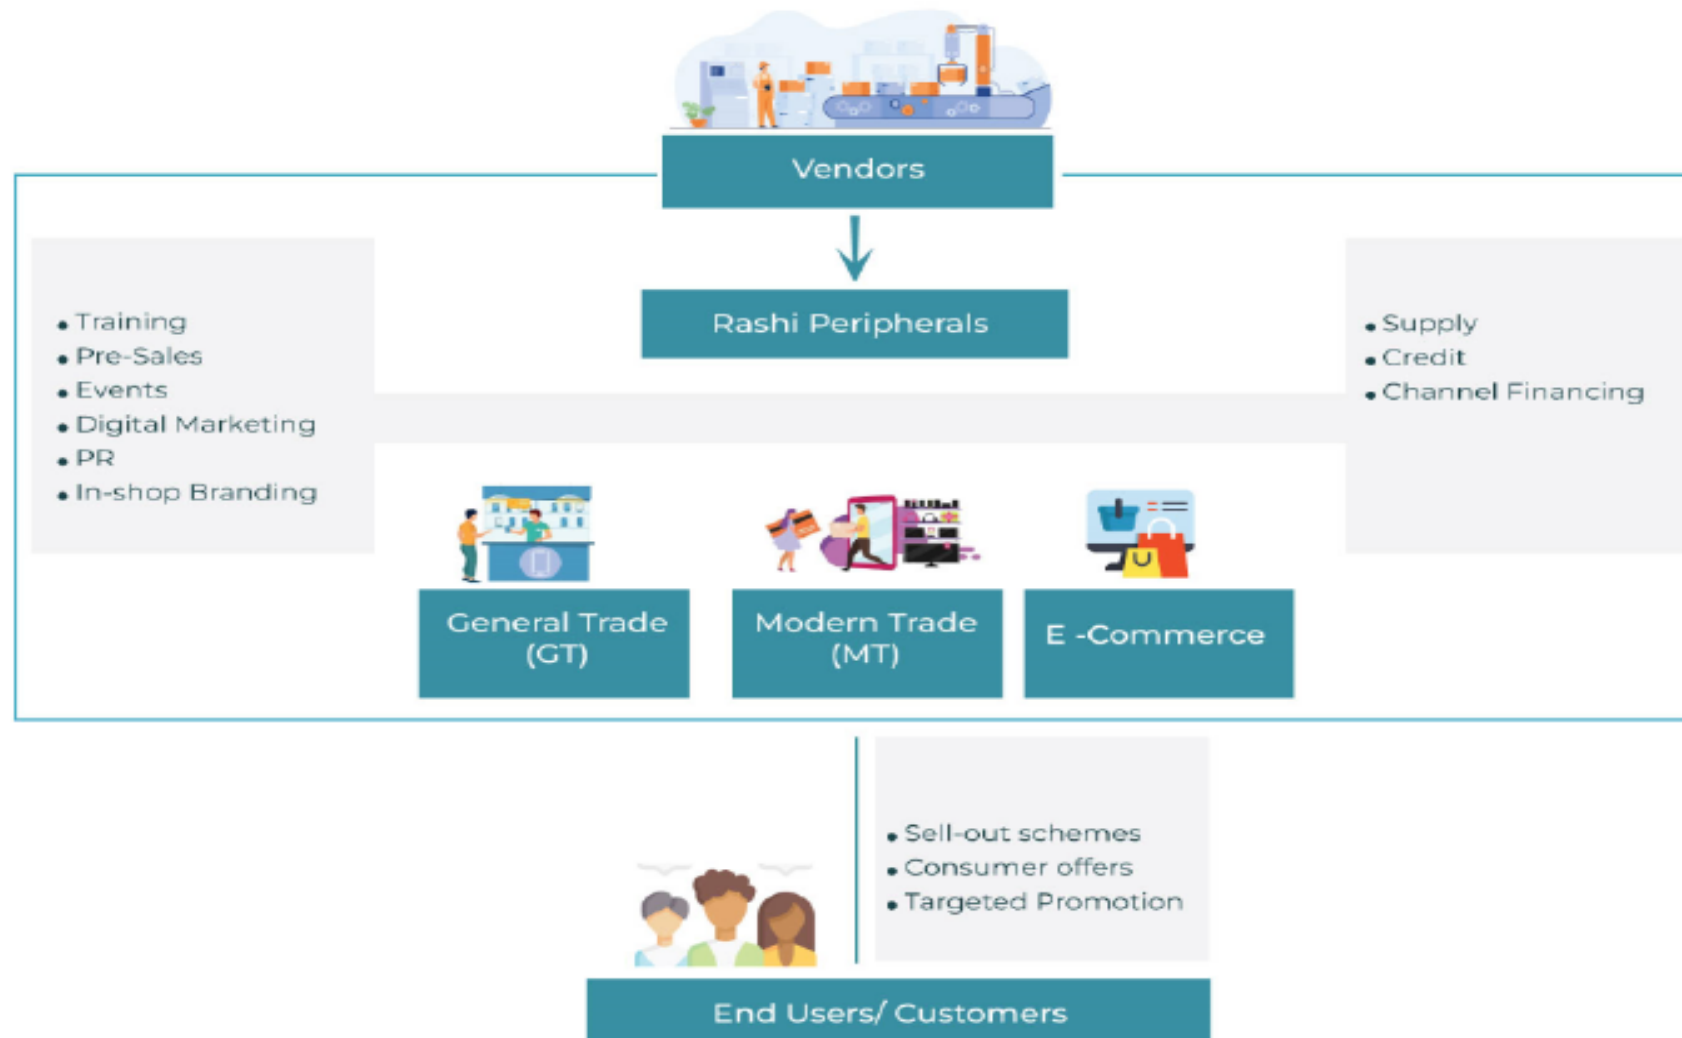 Vendors
Rashi Peripherals
• Training
• Pre-Sales
• Events
• Digital Marketing
• PR
• In-shop Branding
• Supply
• Credit
• Channel Financing
General Trade
(GT)
Modern Trade
(MT)
E -Commerce
• Sell-out schemes
• Consumer offers
• Targeted Promotion
End Users/ Customers